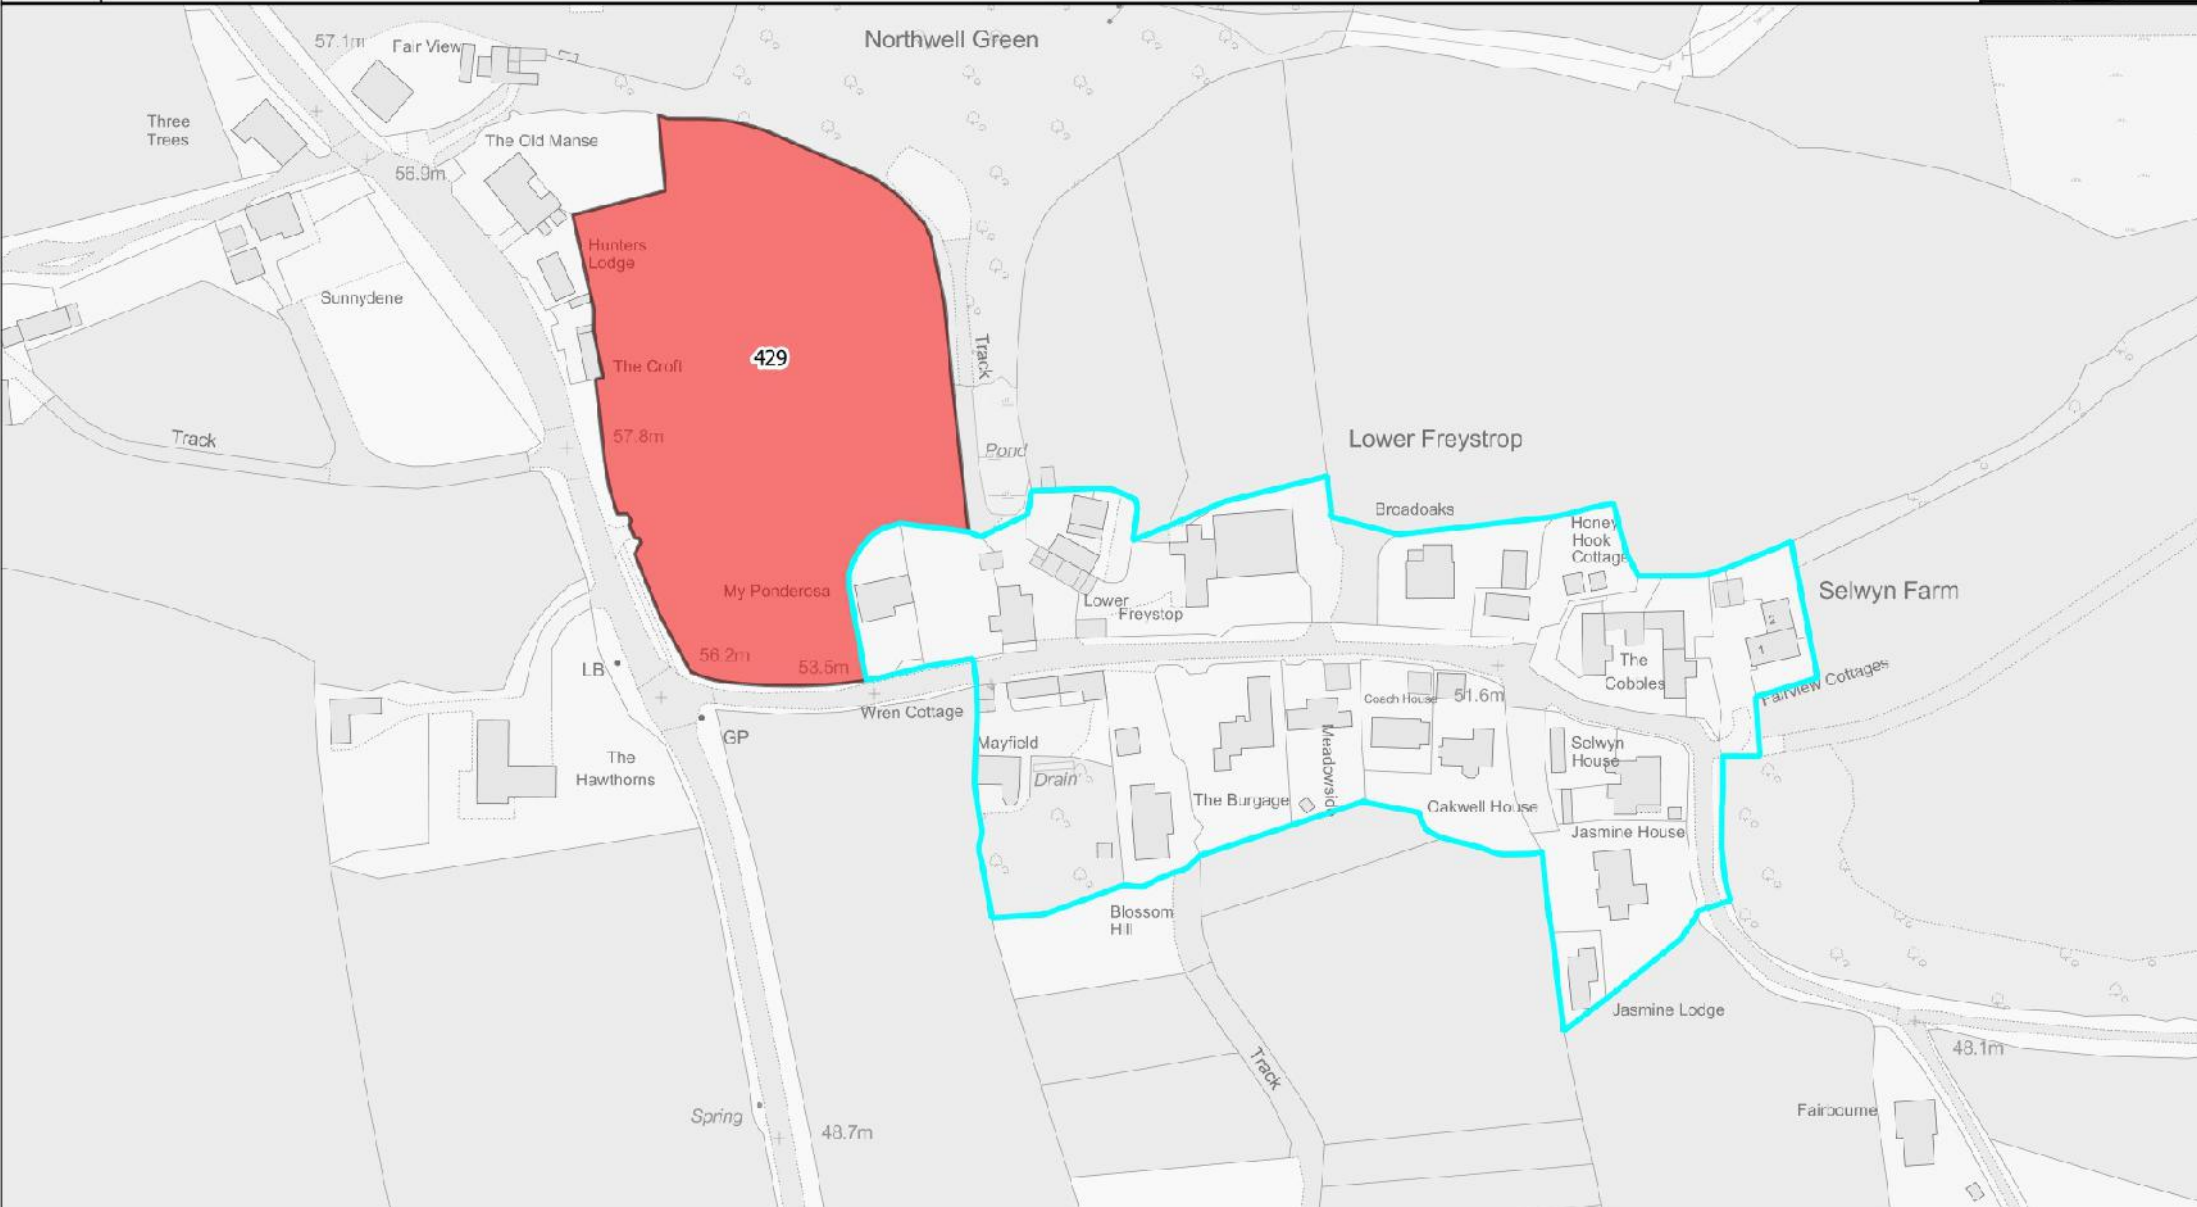 Northwell Green
57.1m
Fair View
Three
Trees
The Old Manse
56.9m
Hunters
Lodge
Sunnydene
429
The Croft
Track
57.8m
Track
Pond
Lower Freystrop
Broadoaks
Honey
Hook
Cottage
My Ponderosa
Lower
Freystop
Selwyn Farm
2
1
56.2m
53.5m
LB
The
Cobbles
Fairview Cottages
Coach House
51.6m
Wren Cottage
GP
Mayfield
Meadowside
Selwyn
House
The
Hawthorns
Drain
The Burgage
Oakwell House
Jasmine House
Blossom
Hill
Jasmine Lodge
48.1m
Track
Spring
48.7m
Fairbourne